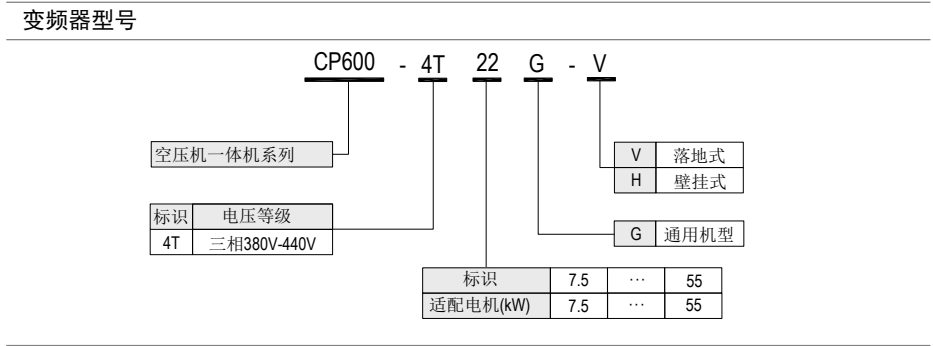 变频器型号
CP600 - 4T 22 G - V
空压机一体机系列
V 落地式
H 壁挂式
标识 电压等级
4T 三相380V-440V
G 通用机型
标识 7.5 ··· 55
适配电机(kW) 7.5 ··· 55